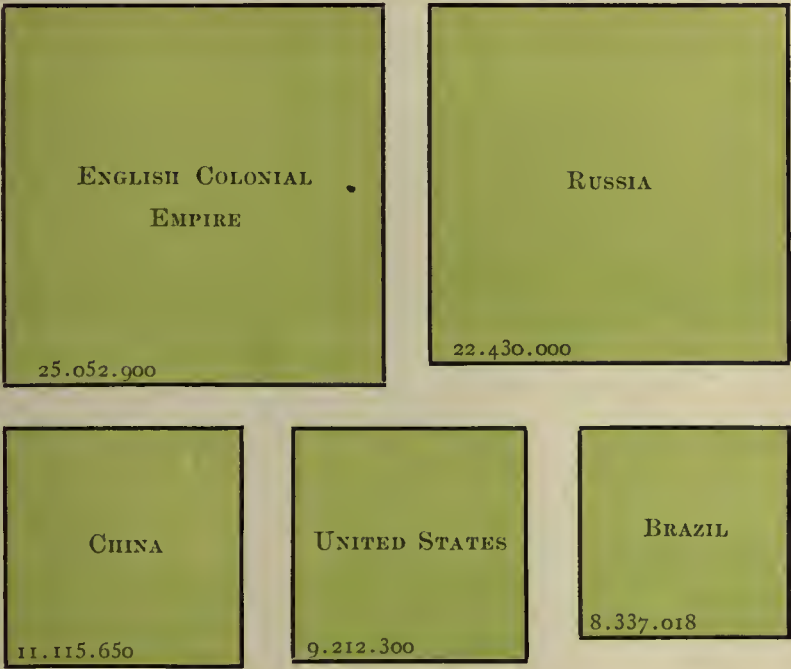 English Colonial
Empire
25.052.900
Russia
22.430.000
China
11.115.650
United States
9.212.300
Brazil
8.337.018